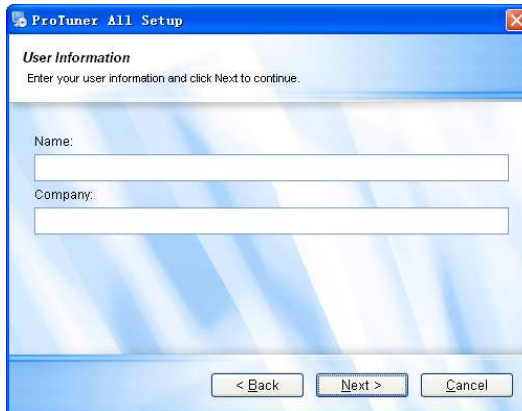 ProTuner All Setup
User Information
Enter your user information and click Next to continue.
Name:
Company:
< Back
Next >
Cancel